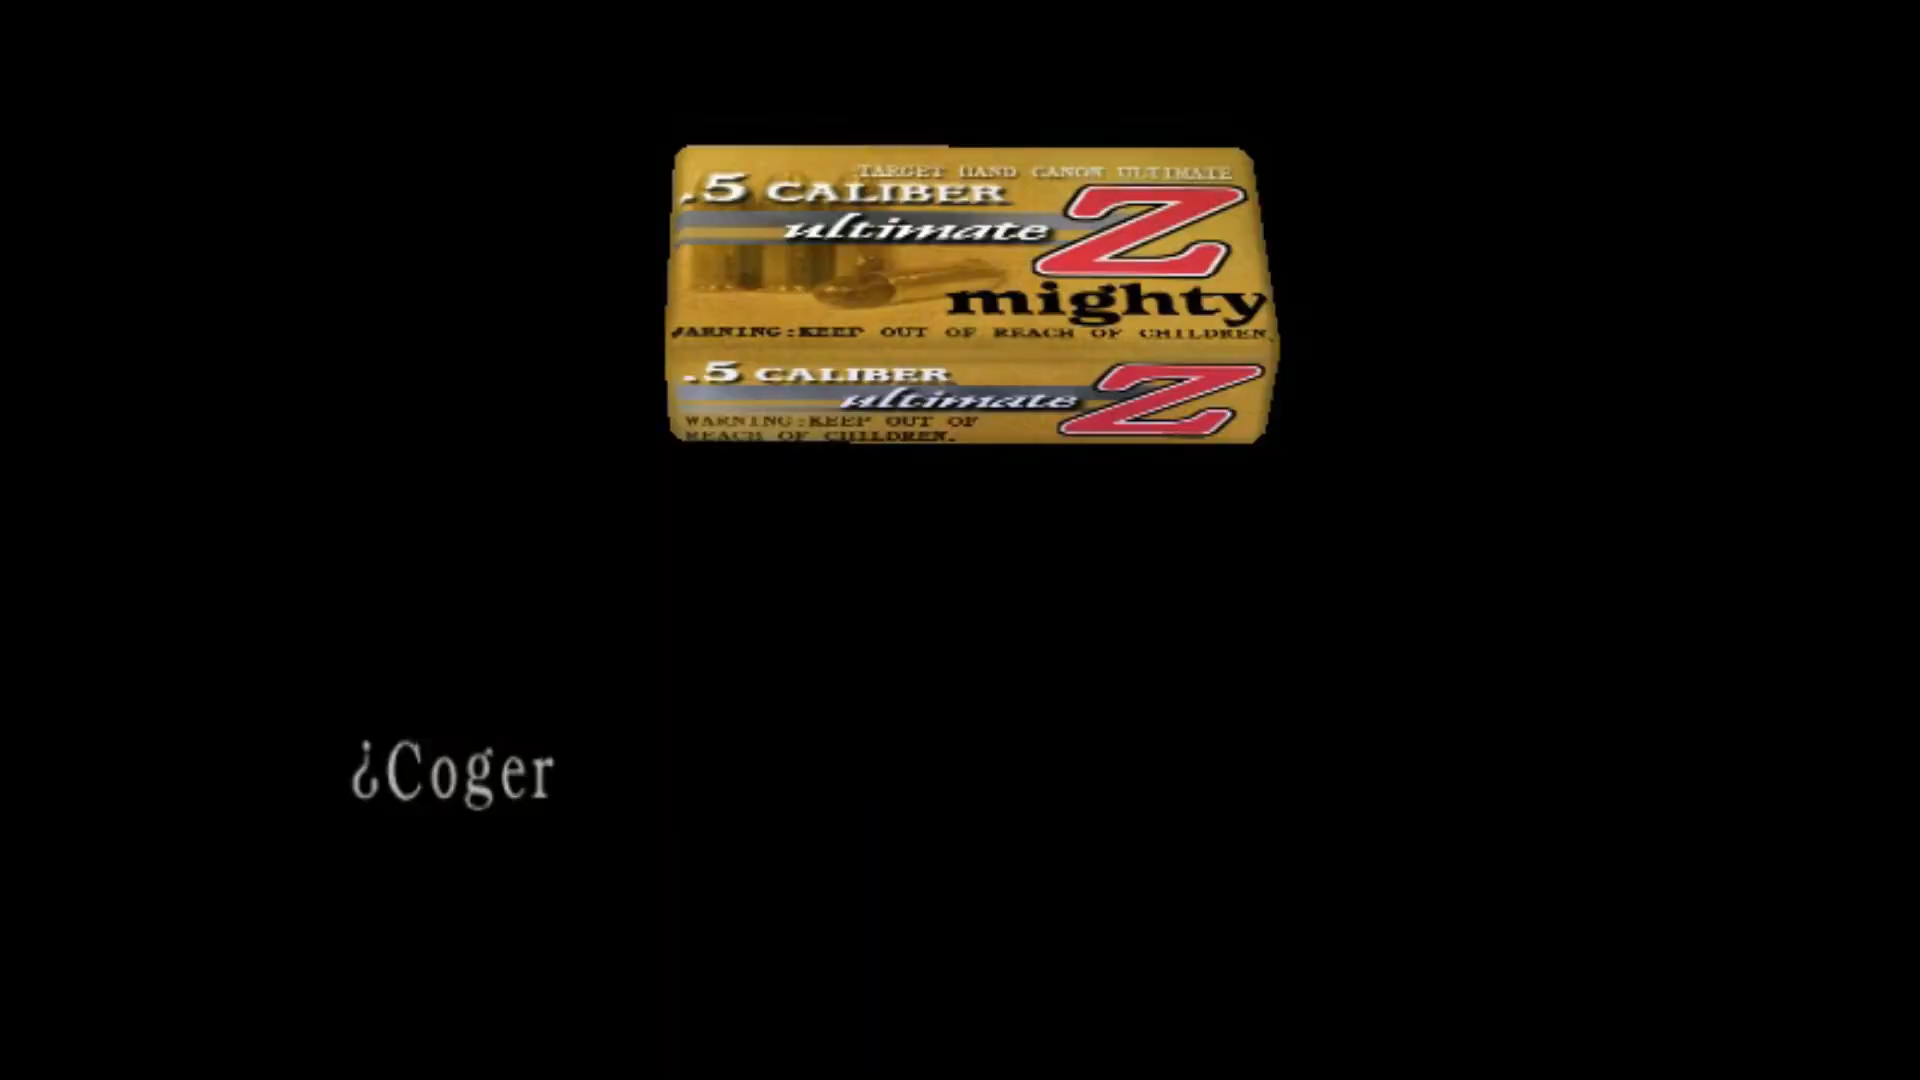 TARGET HAND CANON ULTIMATE
.5 CALIBER
ultimate
Z
mighty
WARNING:KEEP OUT OF REACH OF CHILDREN.
.5 CALIBER
ultimate
Z
WARNING:KEEP OUT OF
REACH OF CHILDREN.
¿Coger